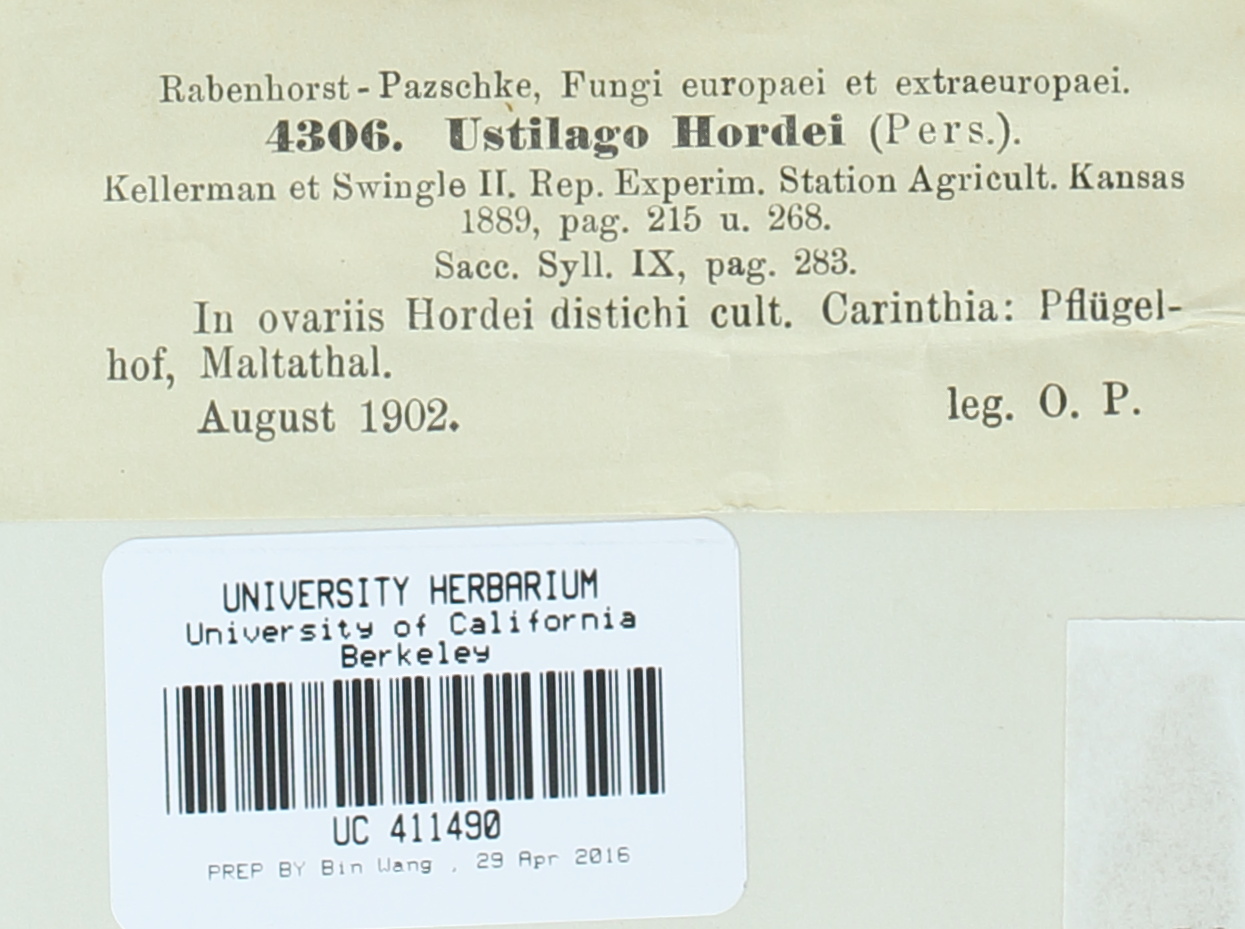 Rabenhorst-Pazschke, Fungi europaei et extraeuropaei.
4306. Ustilago Hordei (Pers.).
Kellerman et Swingle II. Rep. Experim. Station Agricult. Kansas
1889, pag. 215 u. 268.
Sacc. Syll. IX, pag. 283.
In ovariis Hordei distichi cult. Carinthia: Pflügel-
hof, Maltathal.
August 1902. leg. O. P.
UNIVERSITY HERBARIUM
University of California
Berkeley
UC 411490
PREP BY Bin Wang , 29 Apr 2016